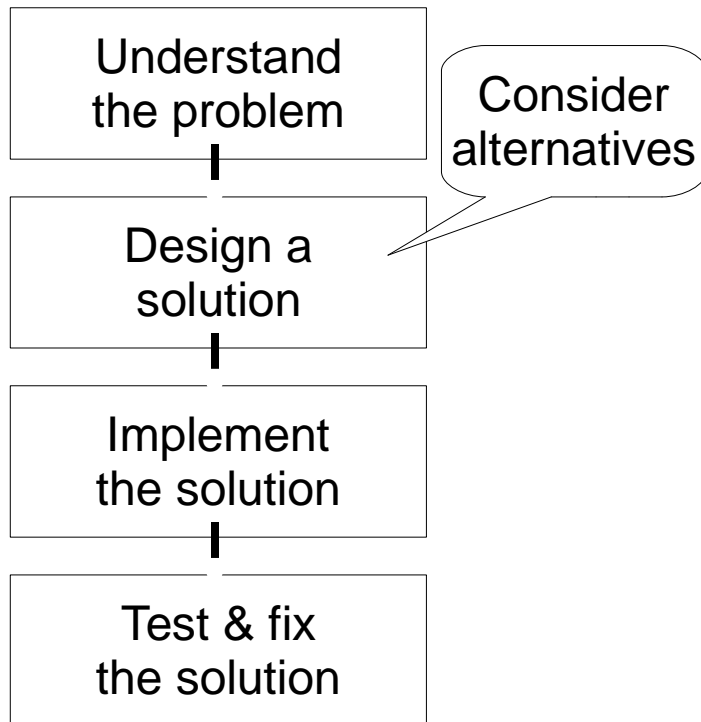 Understand
the problem
Consider
alternatives
Design a
solution
Implement
the solution
Test & fix
the solution